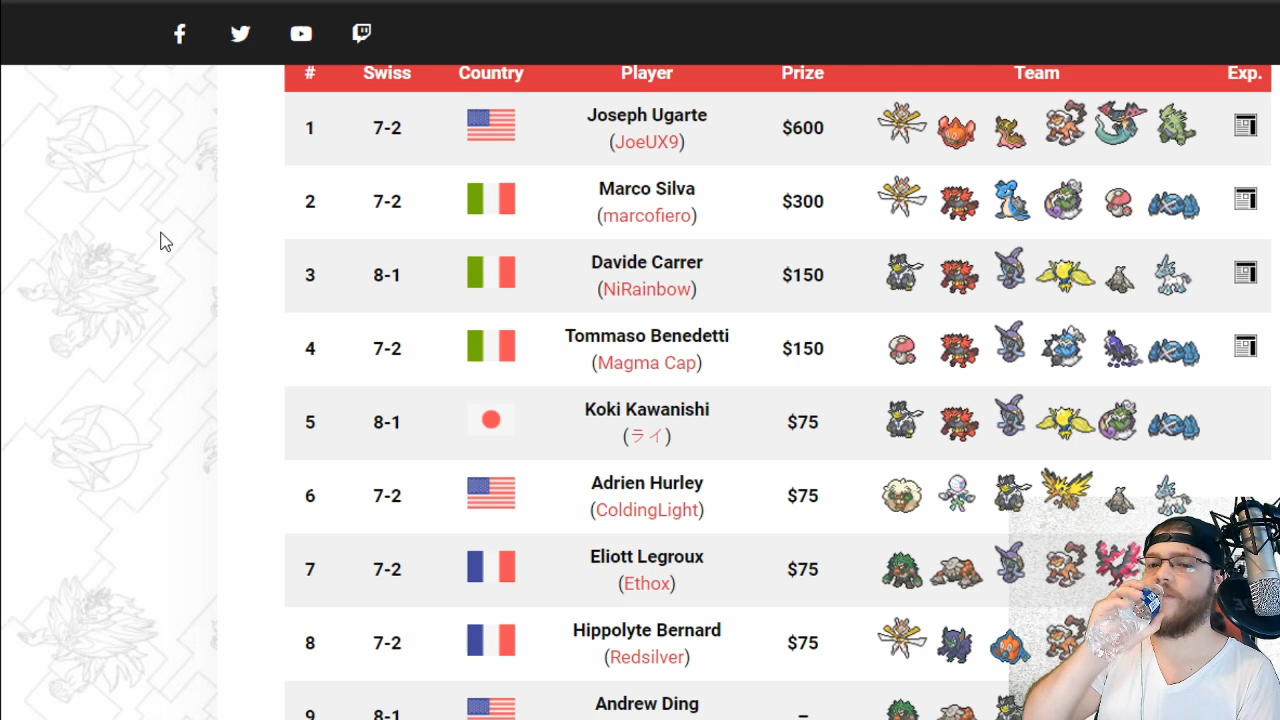 # Swiss Country Player Prize Team Exp.
1 7-2 Joseph Ugarte $600
(JoeUX9)
2 7-2 Marco Silva $300
(marcofiero)
3 8-1 Davide Carrer $150
(NiRainbow)
4 7-2 Tommaso Benedetti $150
(Magma Cap)
5 8-1 Koki Kawanishi $75
(ライ)
6 7-2 Adrien Hurley $75
(ColdingLight)
7 7-2 Eliott Legroux $75
(Ethox)
8 7-2 Hippolyte Bernard $75
(Redsilver)
9 8-1 Andrew Ding –